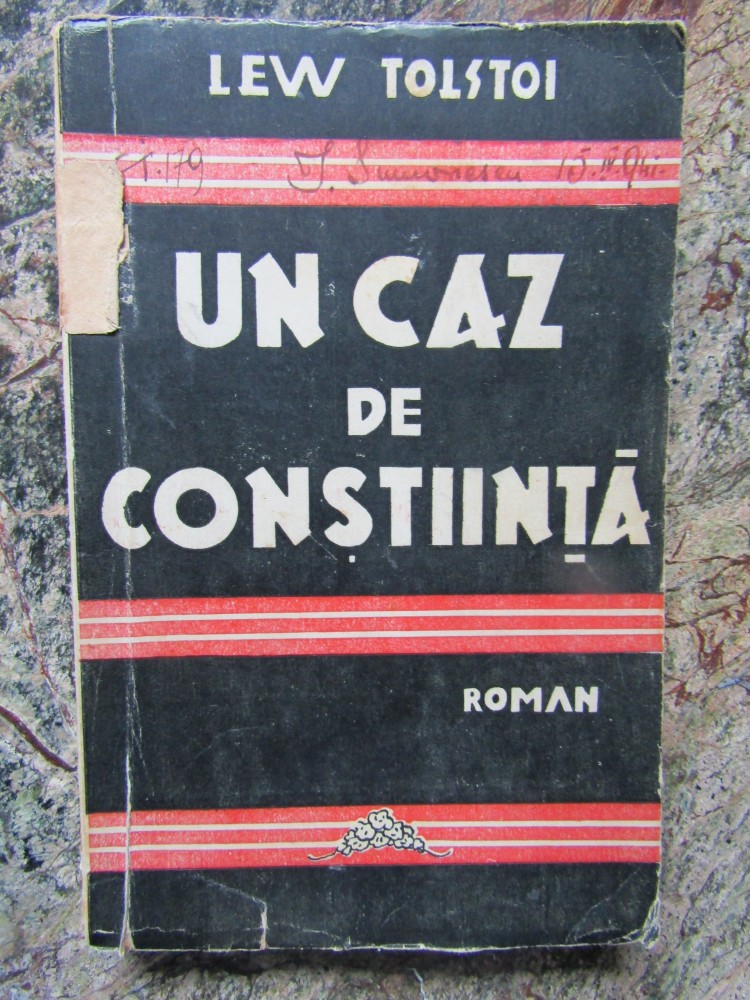 LEW TOLSTOI
UN CAZ
DE
CONȘTIINȚĂ
ROMAN